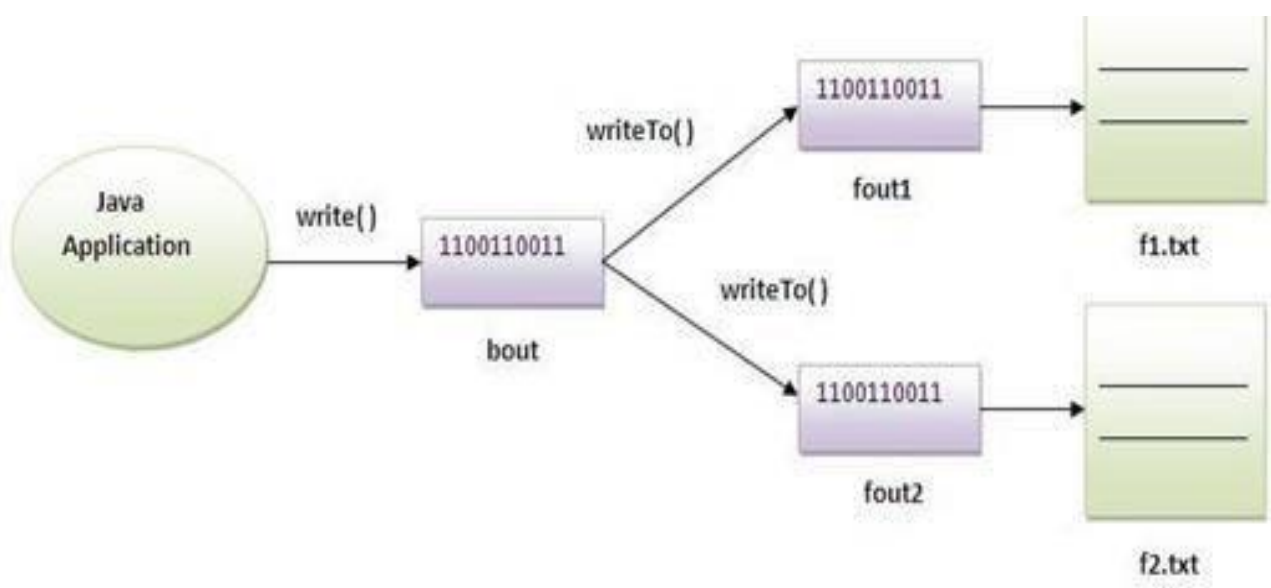 Java
Application
write()
1100110011
bout
writeTo()
1100110011
fout1
f1.txt
writeTo()
1100110011
fout2
f2.txt